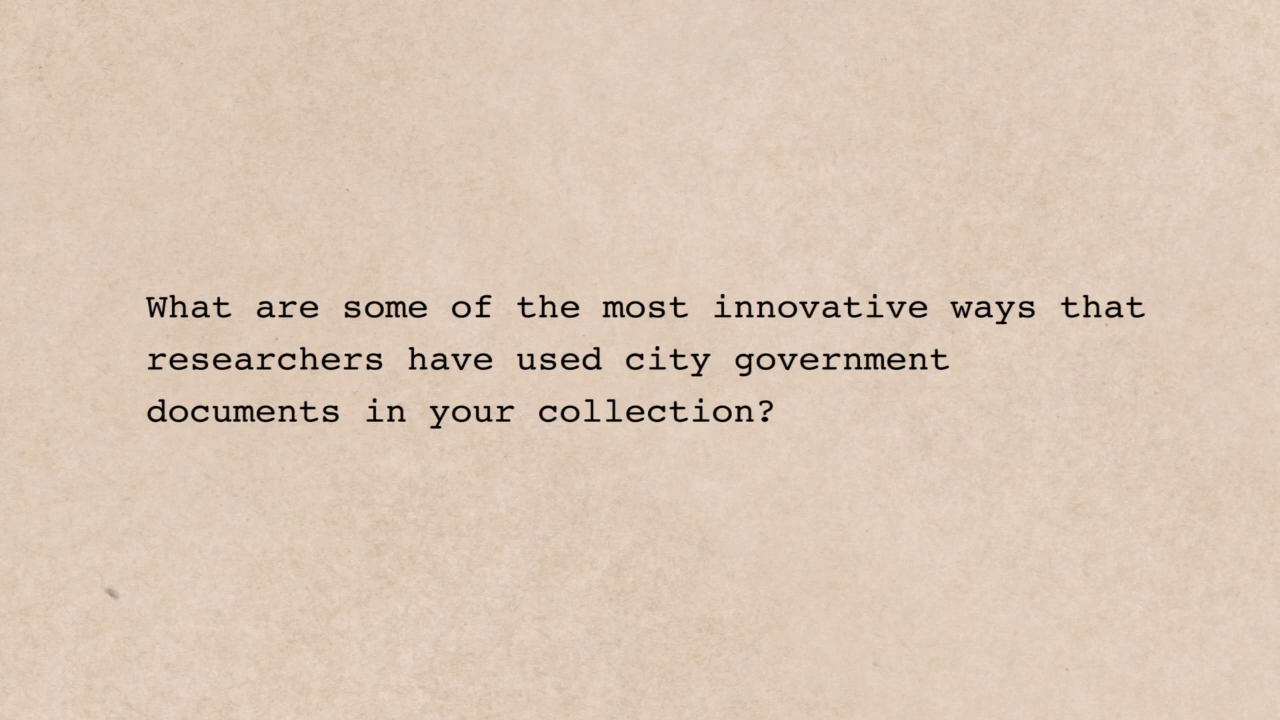 What are some of the most innovative ways that
researchers have used city government
documents in your collection?